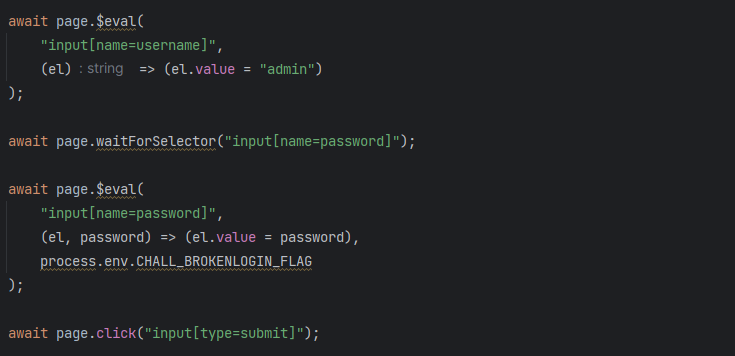 await page.$eval(
    "input[name=username]",
    (el) : string => (el.value = "admin")
);

await page.waitForSelector("input[name=password]");

await page.$eval(
    "input[name=password]",
    (el, password) => (el.value = password),
    process.env.CHALL_BROKENLOGIN_FLAG
);

await page.click("input[type=submit]");